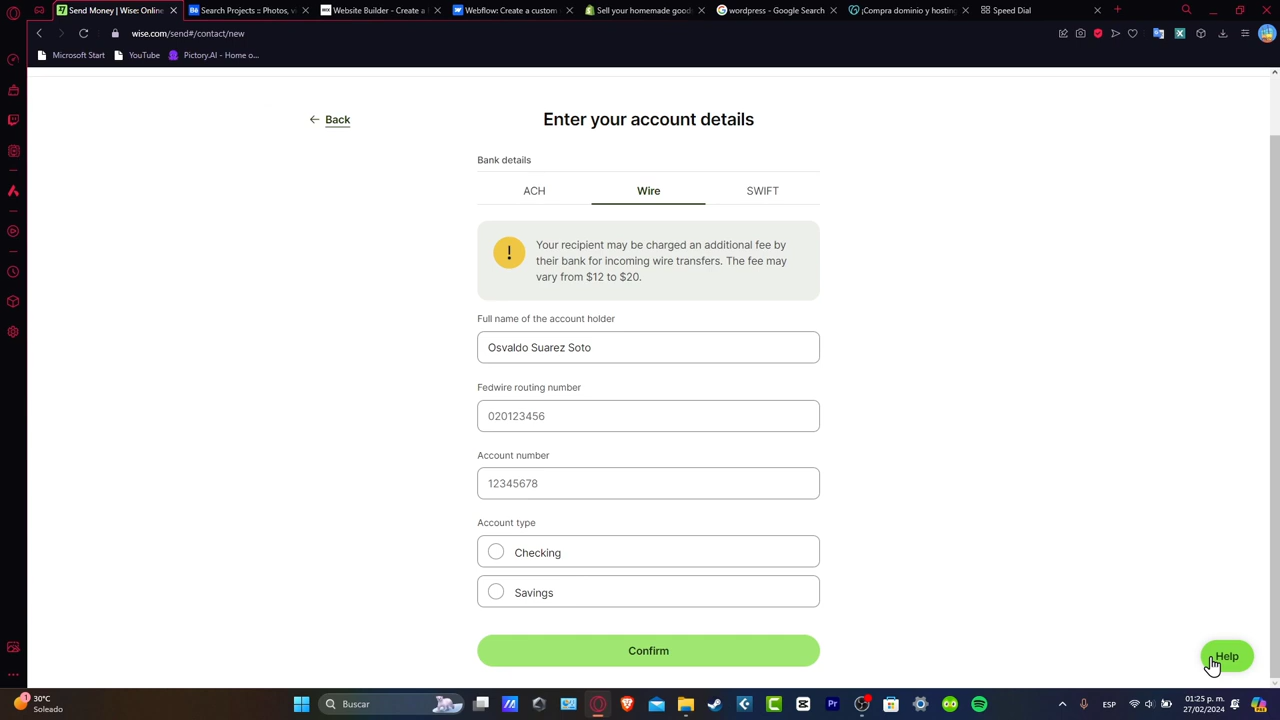 Send Money | Wise: Online
Search Projects :: Photos, v
Website Builder - Create a
Webflow: Create a custom
Sell your homemade good
wordpress - Google Search
¡Compra dominio y hosting
Speed Dial
wise.com/send#/contact/new
Microsoft Start
YouTube
Pictory.AI - Home o...
Back
Enter your account details
Bank details
ACH
Wire
SWIFT
Your recipient may be charged an additional fee by
their bank for incoming wire transfers. The fee may
vary from $12 to $20.
Full name of the account holder
Osvaldo Suarez Soto
Fedwire routing number
020123456
Account number
12345678
Account type
Checking
Savings
Confirm
Help
30°C
Soleado
Buscar
ESP
01:25 p. m.
27/02/2024